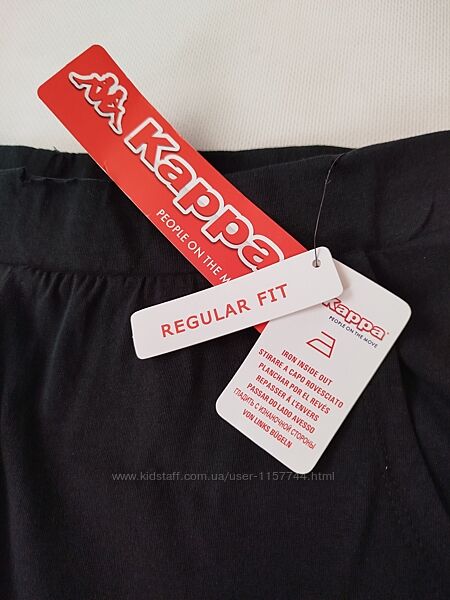 Kappa
PEOPLE ON THE MOVE
REGULAR FIT
Kappa
PEOPLE ON THE MOVE
IRON INSIDE OUT
STIRARE A CAPO ROVESCIATO
PLANCHAR POR EL REVÉS
REPASSER À L'ENVERS
PASSAR DO LADO AVESSO
ГЛАДИТЬ С ИЗНАНОЧНОЙ СТОРОНЫ
VON LINKS BÜGELN
www.kidstaff.com.ua/user-1157744.html